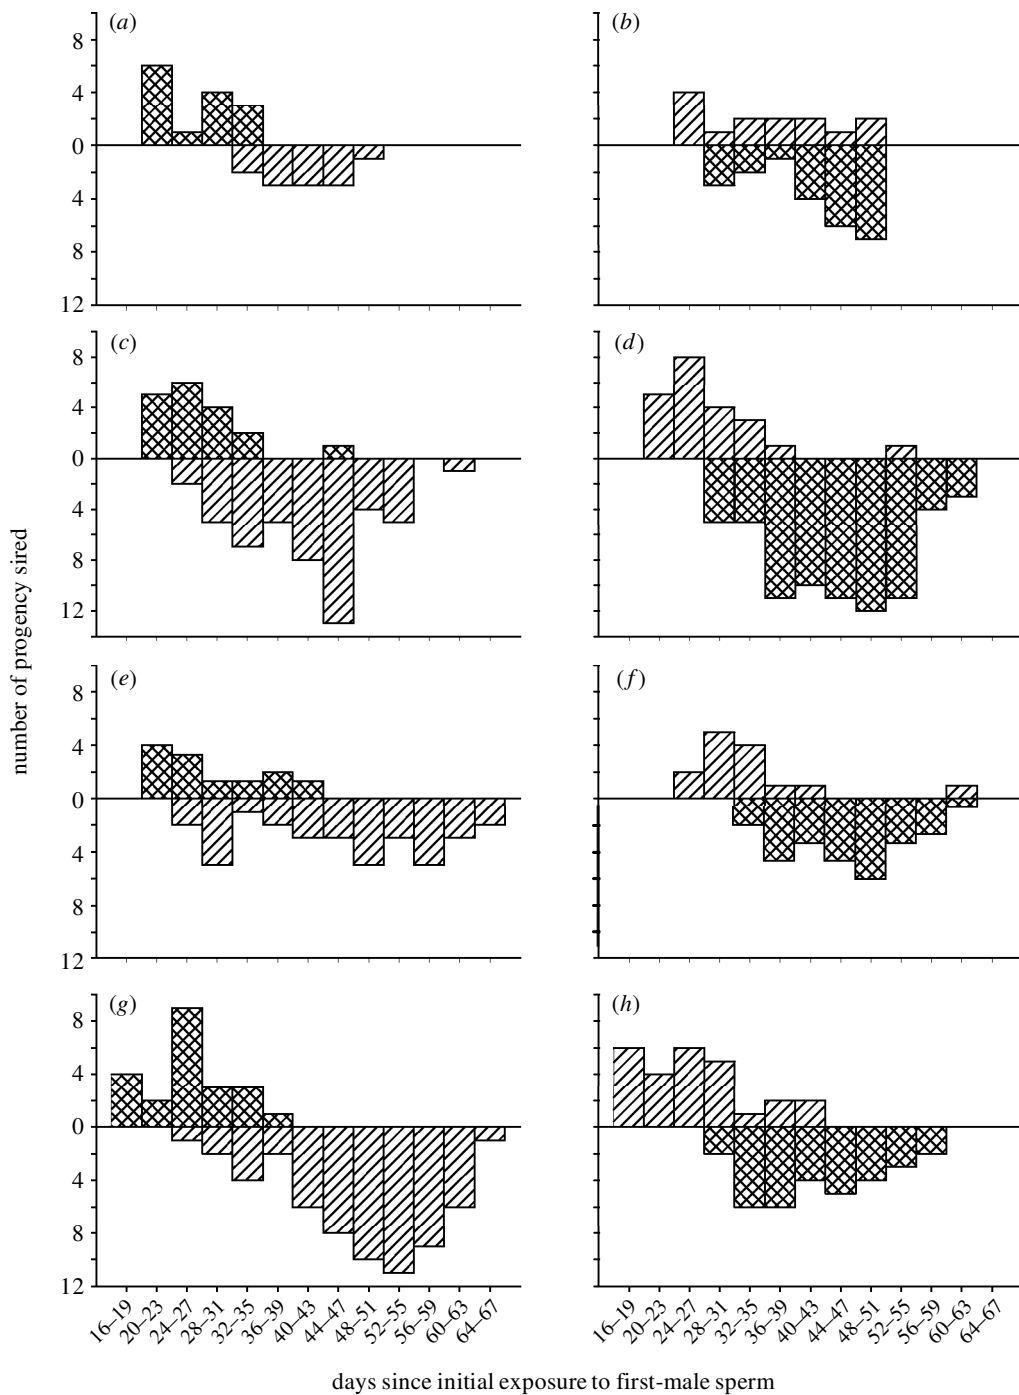 (a)
(b)
8
4
0
4
8
12
(c)
(d)
8
4
0
4
8
12
number of progency sired
(e)
(f)
8
4
0
4
8
12
(g)
(h)
8
4
0
4
8
12
16–19 20–23 24–27 28–31 32–35 36–39 40–43 44–47 48–51 52–55 56–59 60–63 64–67
16–19 20–23 24–27 28–31 32–35 36–39 40–43 44–47 48–51 52–55 56–59 60–63 64–67
days since initial exposure to first-male sperm